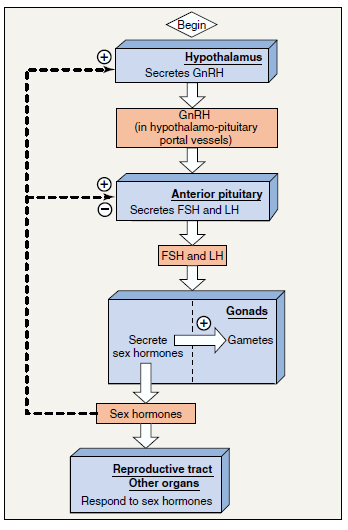 Begin
+
Hypothalamus
Secretes GnRH
GnRH
(in hypothalamo-pituitary
portal vessels)
+
Anterior pituitary
−
Secretes FSH and LH
FSH and LH
Gonads
+
Secrete
sex hormones
Gametes
Sex hormones
Reproductive tract
Other organs
Respond to sex hormones